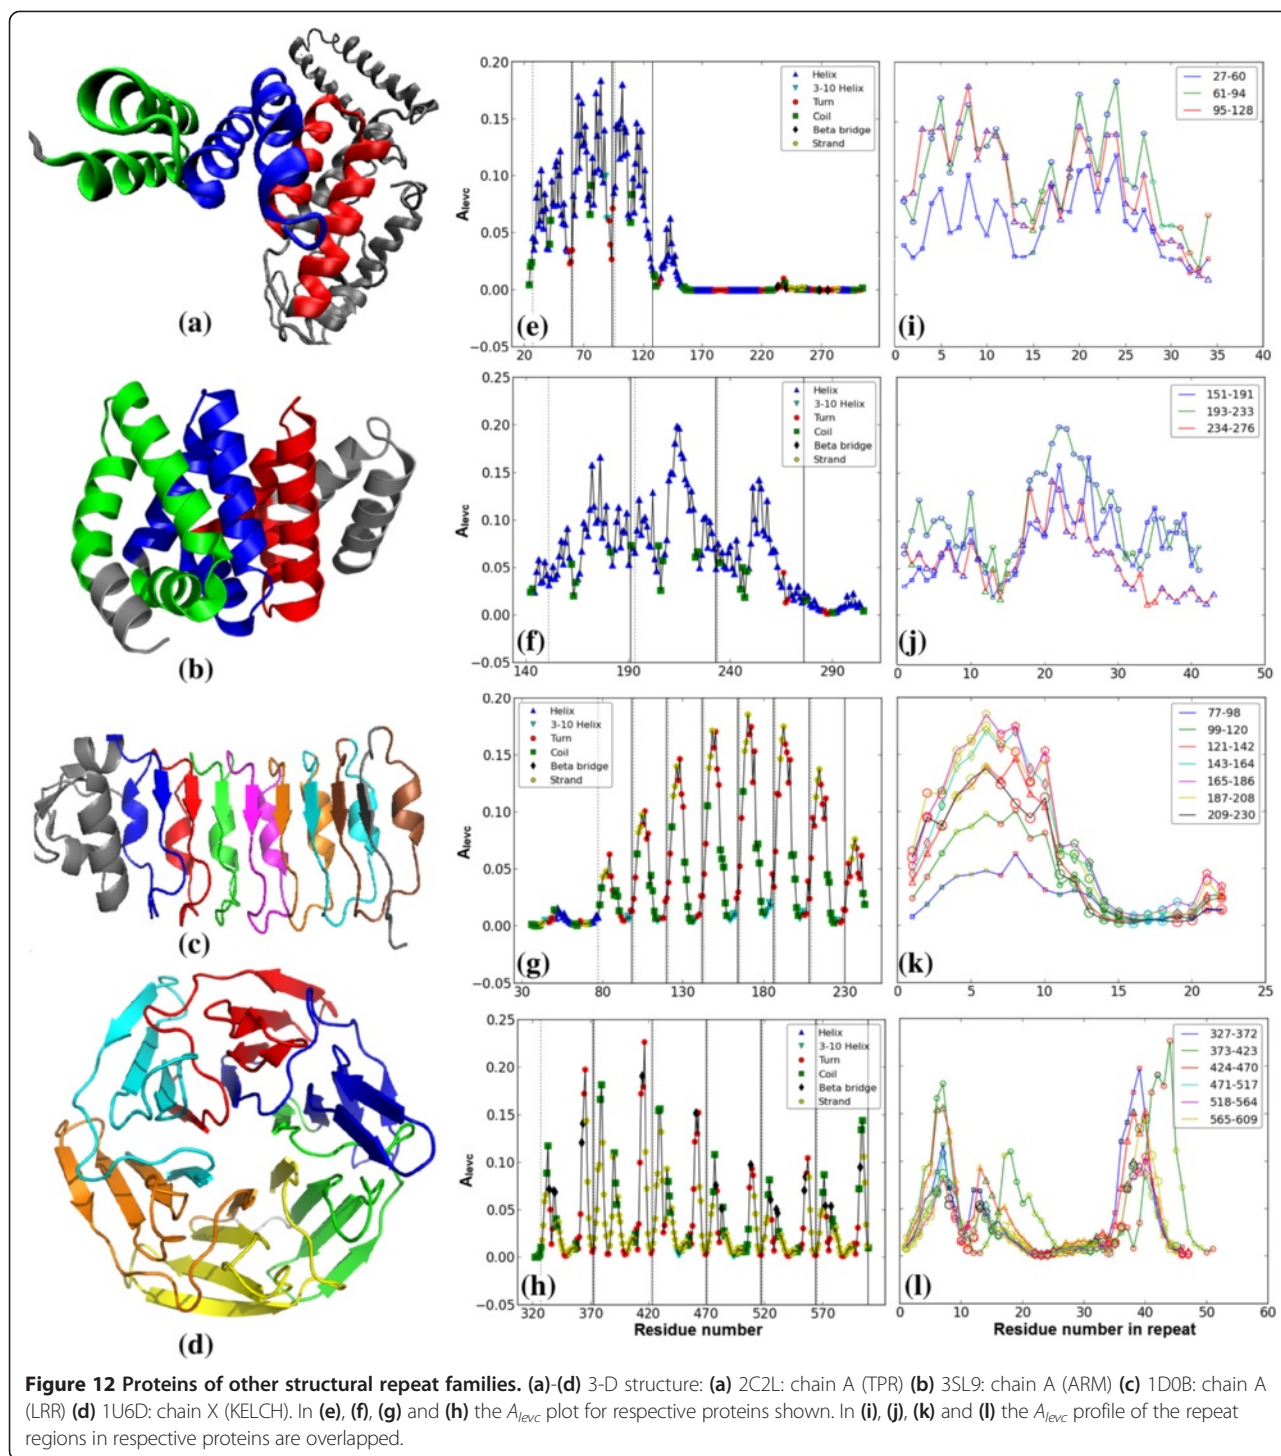 (a)
0.20
0.15
0.10
0.05
0.00
−0.05
A_levc
Helix
3-10 Helix
Turn
Coil
Beta bridge
Strand
(e)
20 70 120 170 220 270
27-60
61-94
95-128
(i)
0 5 10 15 20 25 30 35 40
(b)
0.25
0.20
0.15
0.10
0.05
0.00
−0.05
A_levc
Helix
3-10 Helix
Turn
Coil
Beta bridge
Strand
(f)
140 190 240 290
151-191
193-233
234-276
(j)
0 10 20 30 40 50
(c)
0.20
0.15
0.10
0.05
0.00
−0.05
A_levc
Helix
3-10 Helix
Turn
Coil
Beta bridge
Strand
(g)
30 80 130 180 230
77-98
99-120
121-142
143-164
165-186
187-208
209-230
(k)
0 5 10 15 20 25
(d)
0.25
0.20
0.15
0.10
0.05
0.00
−0.05
A_levc
Helix
3-10 Helix
Turn
Coil
Beta bridge
Strand
(h)
320 370 420 470 520 570
Residue number
327-372
373-423
424-470
471-517
518-564
565-609
(l)
0 10 20 30 40 50 60
Residue number in repeat
Figure 12 Proteins of other structural repeat families. (a)-(d) 3-D structure: (a) 2C2L: chain A (TPR) (b) 3SL9: chain A (ARM) (c) 1D0B: chain A
(LRR) (d) 1U6D: chain X (KELCH). In (e), (f), (g) and (h) the A_levc plot for respective proteins shown. In (i), (j), (k) and (l) the A_levc profile of the repeat
regions in respective proteins are overlapped.